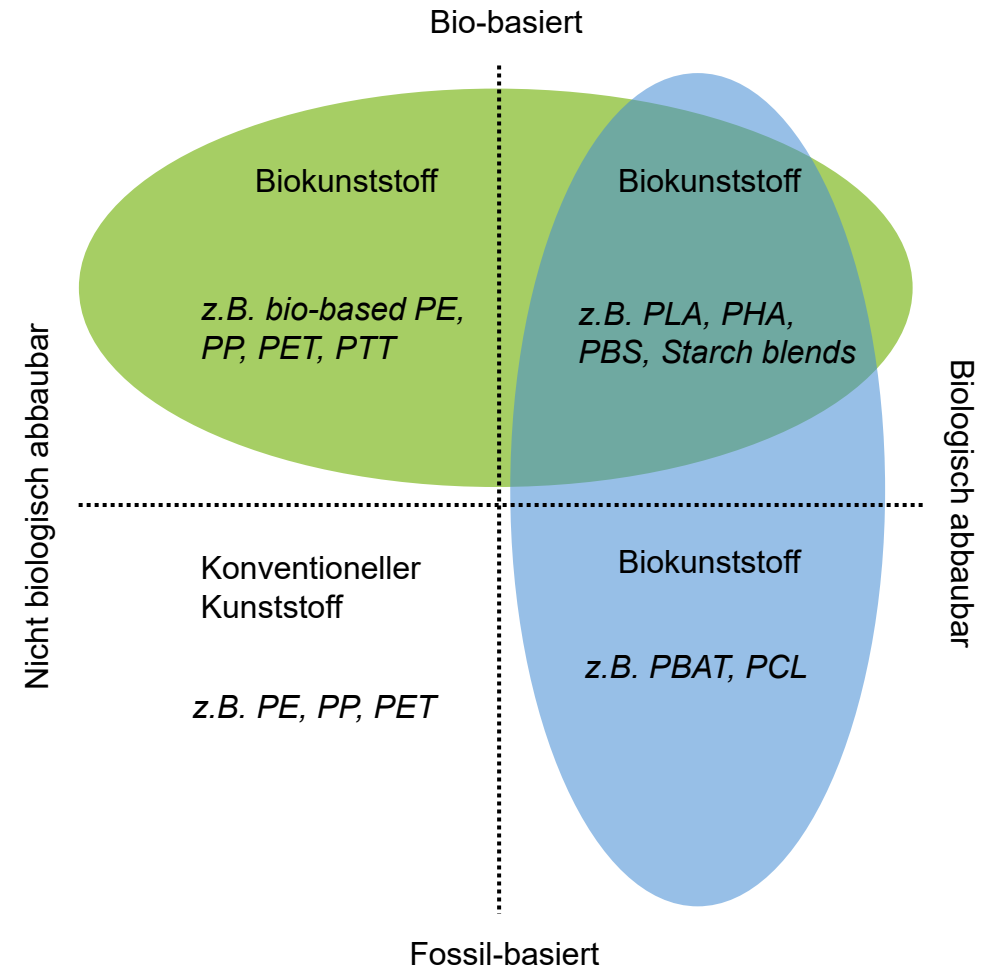 Bio-basiert
Biokunststoff
Biokunststoff
z.B. bio-based PE,
PP, PET, PTT
z.B. PLA, PHA,
PBS, Starch blends
Nicht biologisch abbaubar
Biologisch abbaubar
Konventioneller
Kunststoff
Biokunststoff
z.B. PE, PP, PET
z.B. PBAT, PCL
Fossil-basiert